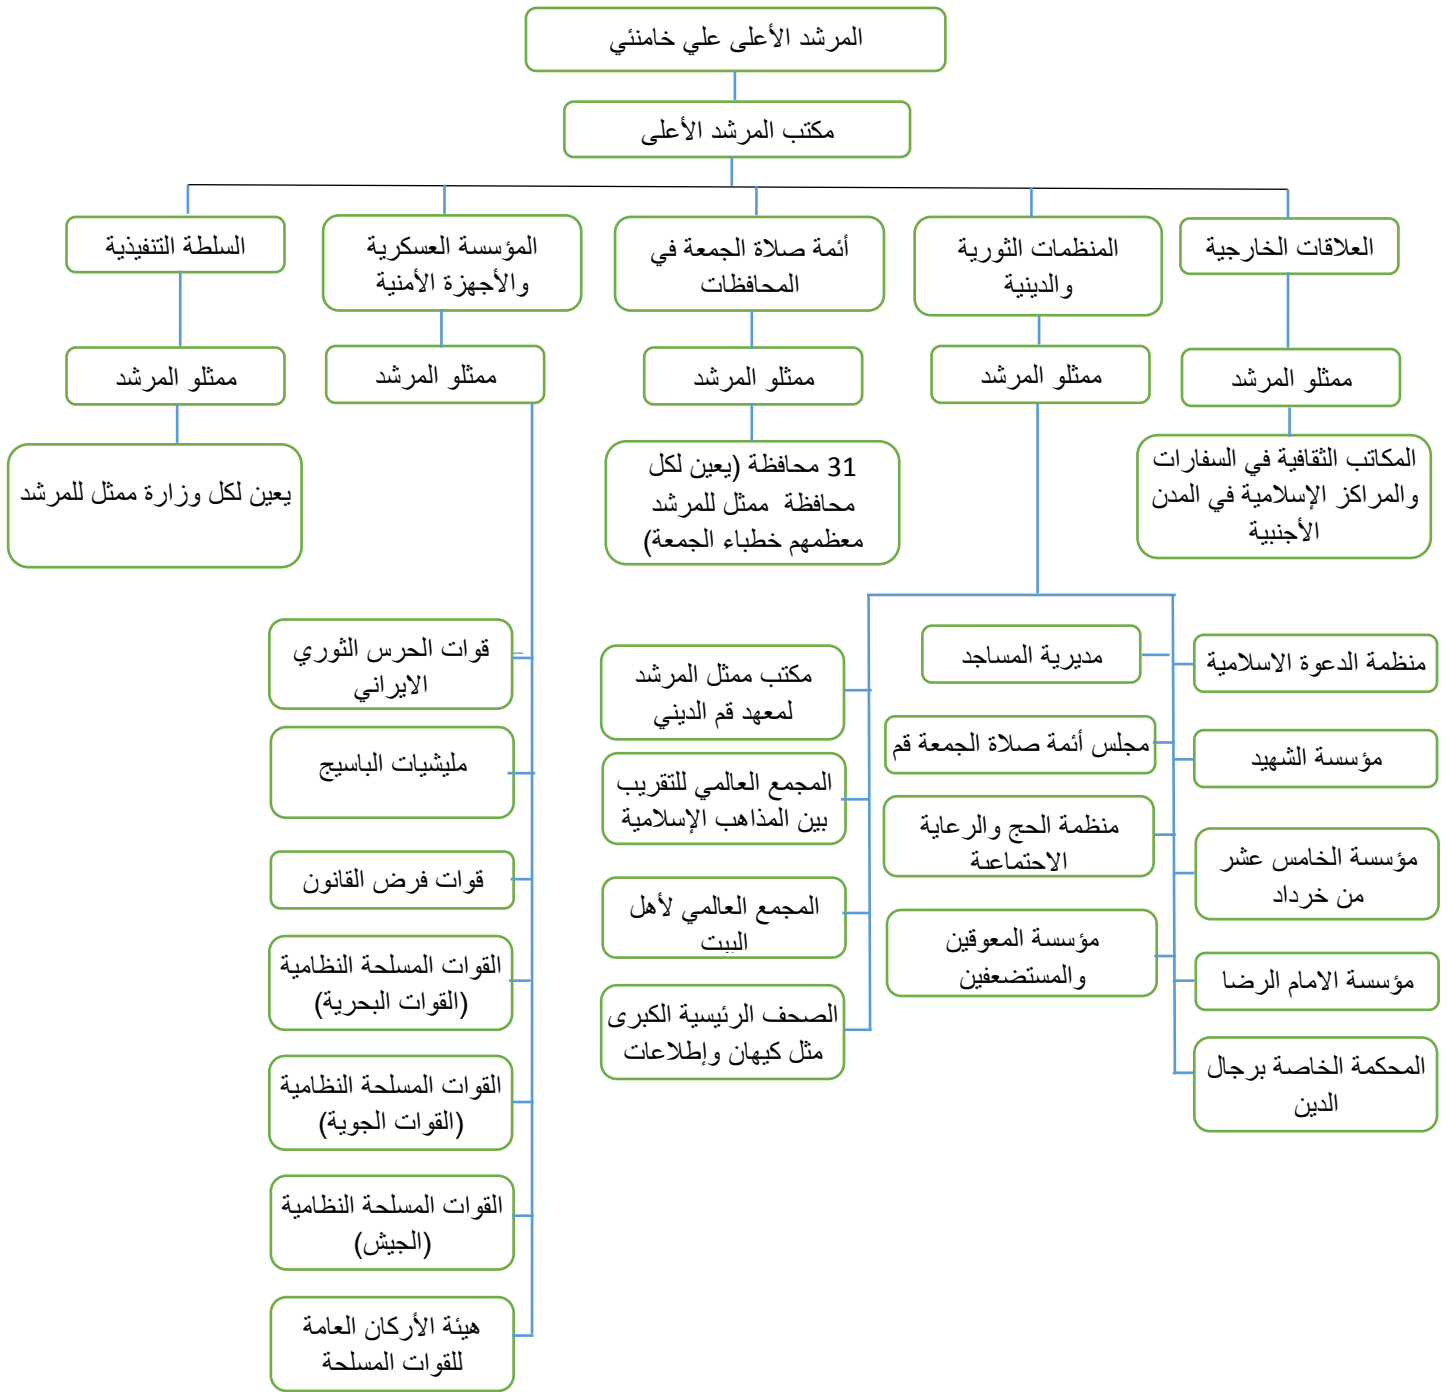 المرشد الأعلى علي خامنئي
مكتب المرشد الأعلى
العلاقات الخارجية
المنظمات الثورية
والدينية
أئمة صلاة الجمعة في
المحافظات
المؤسسة العسكرية
والأجهزة الأمنية
السلطة التنفيذية
ممثلو المرشد
ممثلو المرشد
ممثلو المرشد
ممثلو المرشد
ممثلو المرشد
المكاتب الثقافية في السفارات
والمراكز الإسلامية في المدن
الأجنبية
31 محافظة (يعين لكل
محافظة ممثل للمرشد
معظمهم خطباء الجمعة)
يعين لكل وزارة ممثل للمرشد
منظمة الدعوة الاسلامية
مؤسسة الشهيد
مؤسسة الخامس عشر
من خرداد
مؤسسة الامام الرضا
المحكمة الخاصة برجال
الدين
مديرية المساجد
مجلس أئمة صلاة الجمعة قم
منظمة الحج والرعاية
الاجتماعية
مؤسسة المعوقين
والمستضعفين
مكتب ممثل المرشد
لمعهد قم الديني
المجمع العالمي للتقريب
بين المذاهب الإسلامية
المجمع العالمي لأهل
البيت
الصحف الرئيسية الكبرى
مثل كيهان وإطلاعات
قوات الحرس الثوري
الايراني
مليشيات الباسيج
قوات فرض القانون
القوات المسلحة النظامية
(القوات البحرية)
القوات المسلحة النظامية
(القوات الجوية)
القوات المسلحة النظامية
(الجيش)
هيئة الأركان العامة
للقوات المسلحة